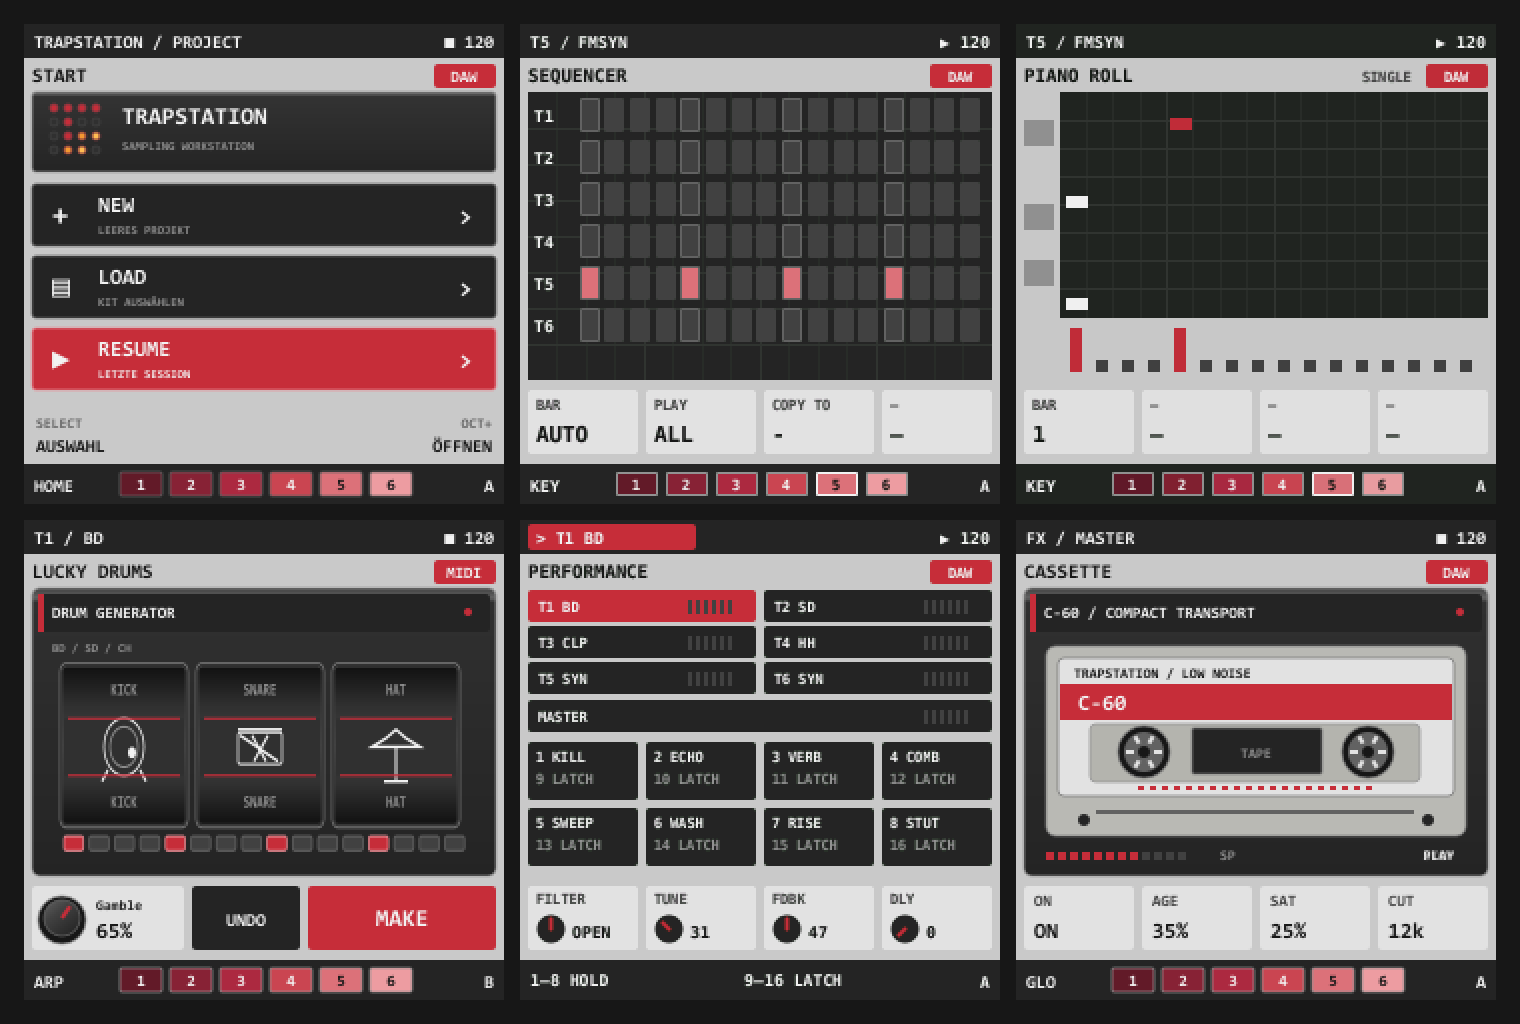 TRAPSTATION / PROJECT ■ 120
START DAW
TRAPSTATION
SAMPLING WORKSTATION
+ NEW >
LEERES PROJEKT
LOAD >
KIT AUSWÄHLEN
▶ RESUME >
LETZTE SESSION
SELECT OCT+
AUSWAHL ÖFFNEN
HOME 1 2 3 4 5 6 A
T5 / FMSYN ▶ 120
SEQUENCER DAW
T1
T2
T3
T4
T5
T6
BAR PLAY COPY TO –
AUTO ALL - –
KEY 1 2 3 4 5 6 A
T5 / FMSYN ▶ 120
PIANO ROLL SINGLE DAW
BAR – – –
1 – – –
KEY 1 2 3 4 5 6 A
T1 / BD ■ 120
LUCKY DRUMS MIDI
DRUM GENERATOR
BD / SD / CH
KICK SNARE HAT
KICK SNARE HAT
Gamble
65% UNDO MAKE
ARP 1 2 3 4 5 6 B
> T1 BD ▶ 120
PERFORMANCE DAW
T1 BD T2 SD
T3 CLP T4 HH
T5 SYN T6 SYN
MASTER
1 KILL 2 ECHO 3 VERB 4 COMB
9 LATCH 10 LATCH 11 LATCH 12 LATCH
5 SWEEP 6 WASH 7 RISE 8 STUT
13 LATCH 14 LATCH 15 LATCH 16 LATCH
FILTER TUNE FDBK DLY
OPEN 31 47 0
1–8 HOLD 9–16 LATCH A
FX / MASTER ■ 120
CASSETTE DAW
C-60 / COMPACT TRANSPORT
TRAPSTATION / LOW NOISE
C-60
TAPE
SP PLAY
ON AGE SAT CUT
ON 35% 25% 12k
GLO 1 2 3 4 5 6 A